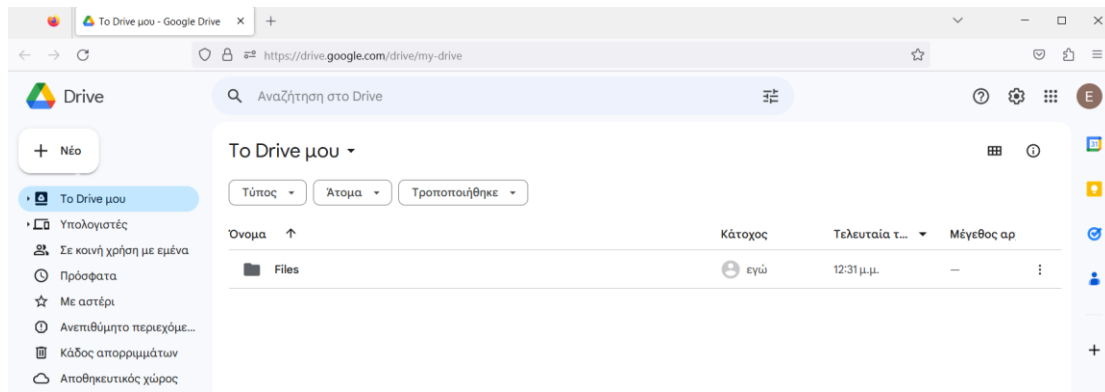 Το Drive μου - Google Drive
https://drive.google.com/drive/my-drive
Drive
Αναζήτηση στο Drive
E
Νέο
Το Drive μου
Υπολογιστές
Σε κοινή χρήση με εμένα
Πρόσφατα
Με αστέρι
Ανεπιθύμητο περιεχόμε...
Κάδος απορριμμάτων
Αποθηκευτικός χώρος
Το Drive μου
Τύπος Άτομα Τροποποιήθηκε
Όνομα Κάτοχος Τελευταία τ... Μέγεθος αρ
Files εγώ 12:31 μ.μ. —
31